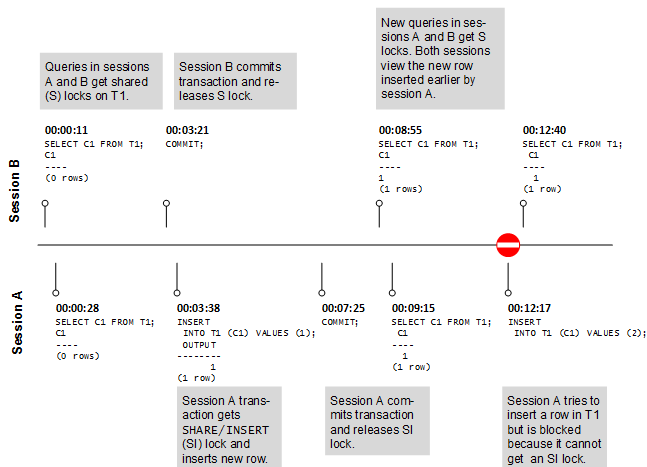 Queries in sessions
A and B get shared
(S) locks on T1.
Session B commits
transaction and re-
leases S lock.
New queries in ses-
sions A and B get S
locks. Both sessions
view the new row
inserted earlier by
session A.
Session B
00:00:11
SELECT C1 FROM T1;
C1
----
(0 rows)
00:03:21
COMMIT;
00:08:55
SELECT C1 FROM T1;
C1
----
1
(1 rows)
00:12:40
SELECT C1 FROM T1;
C1
----
1
(1 row)
Session A
00:00:28
SELECT C1 FROM T1;
C1
----
(0 rows)
00:03:38
INSERT
INTO T1 (C1) VALUES (1);
OUTPUT
--------
1
(1 row)
00:07:25
COMMIT;
00:09:15
SELECT C1 FROM T1;
C1
----
1
(1 row)
00:12:17
INSERT
INTO T1 (C1) VALUES (2);
Session A trans-
action gets
SHARE/INSERT
(SI) lock and
inserts new row.
Session A com-
mits transaction
and releases SI
lock.
Session A tries to
insert a row in T1
but is blocked
because it cannot
get an SI lock.